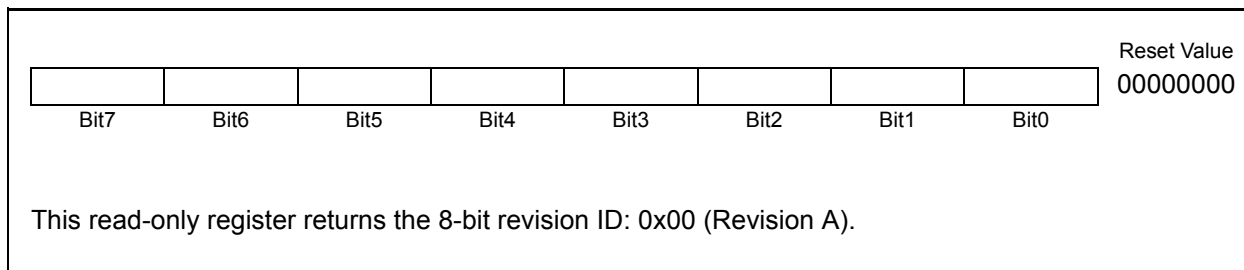 Reset Value
00000000
Bit7 Bit6 Bit5 Bit4 Bit3 Bit2 Bit1 Bit0
This read-only register returns the 8-bit revision ID: 0x00 (Revision A).